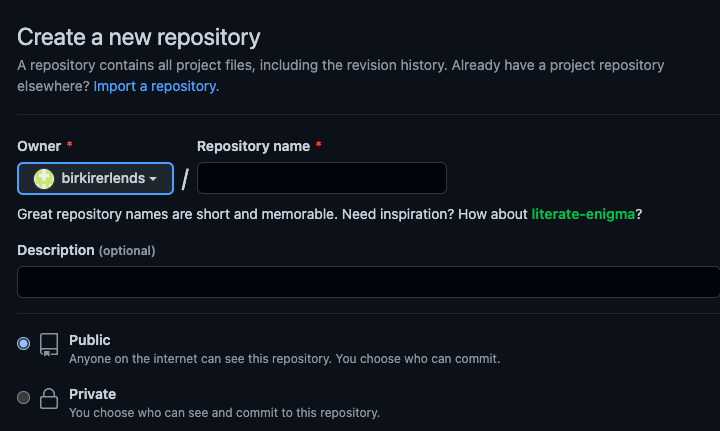 Create a new repository
A repository contains all project files, including the revision history. Already have a project repository
elsewhere? Import a repository.
Owner * Repository name *
birkirerlends /
Great repository names are short and memorable. Need inspiration? How about literate-enigma?
Description (optional)
Public
Anyone on the internet can see this repository. You choose who can commit.
Private
You choose who can see and commit to this repository.